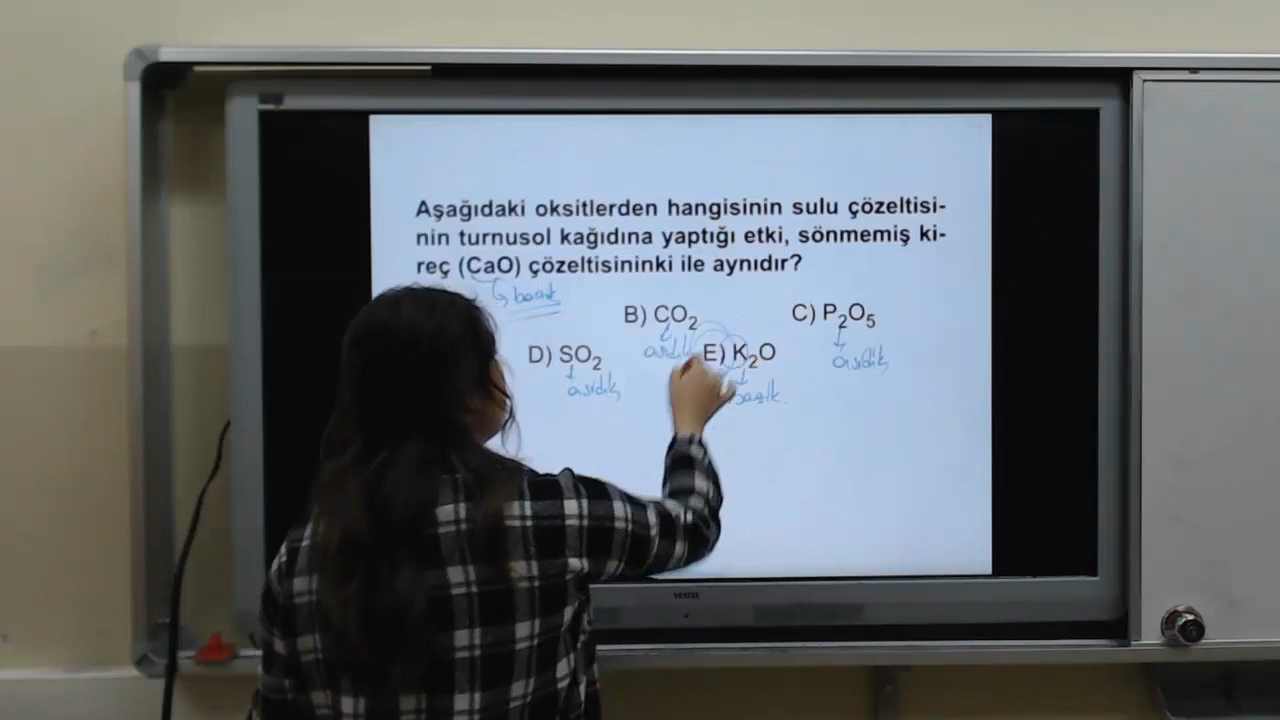 Aşağıdaki oksitlerden hangisinin sulu çözeltisi-
nin turnusol kağıdına yaptığı etki, sönmemiş ki-
reç (CaO) çözeltisininki ile aynıdır?
bazik
B) CO₂ C) P₂O₅
asidik
D) SO₂ E) K₂O
asidik
asidik bazik
VESTEL